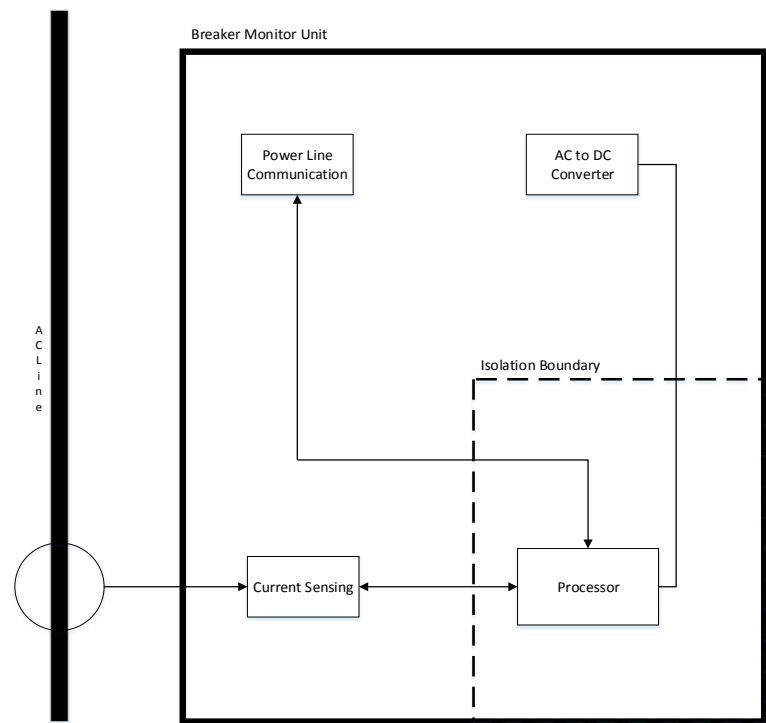 Breaker Monitor Unit
Power Line
Communication
AC to DC
Converter
A
C
L
i
n
e
Isolation Boundary
Current Sensing
Processor